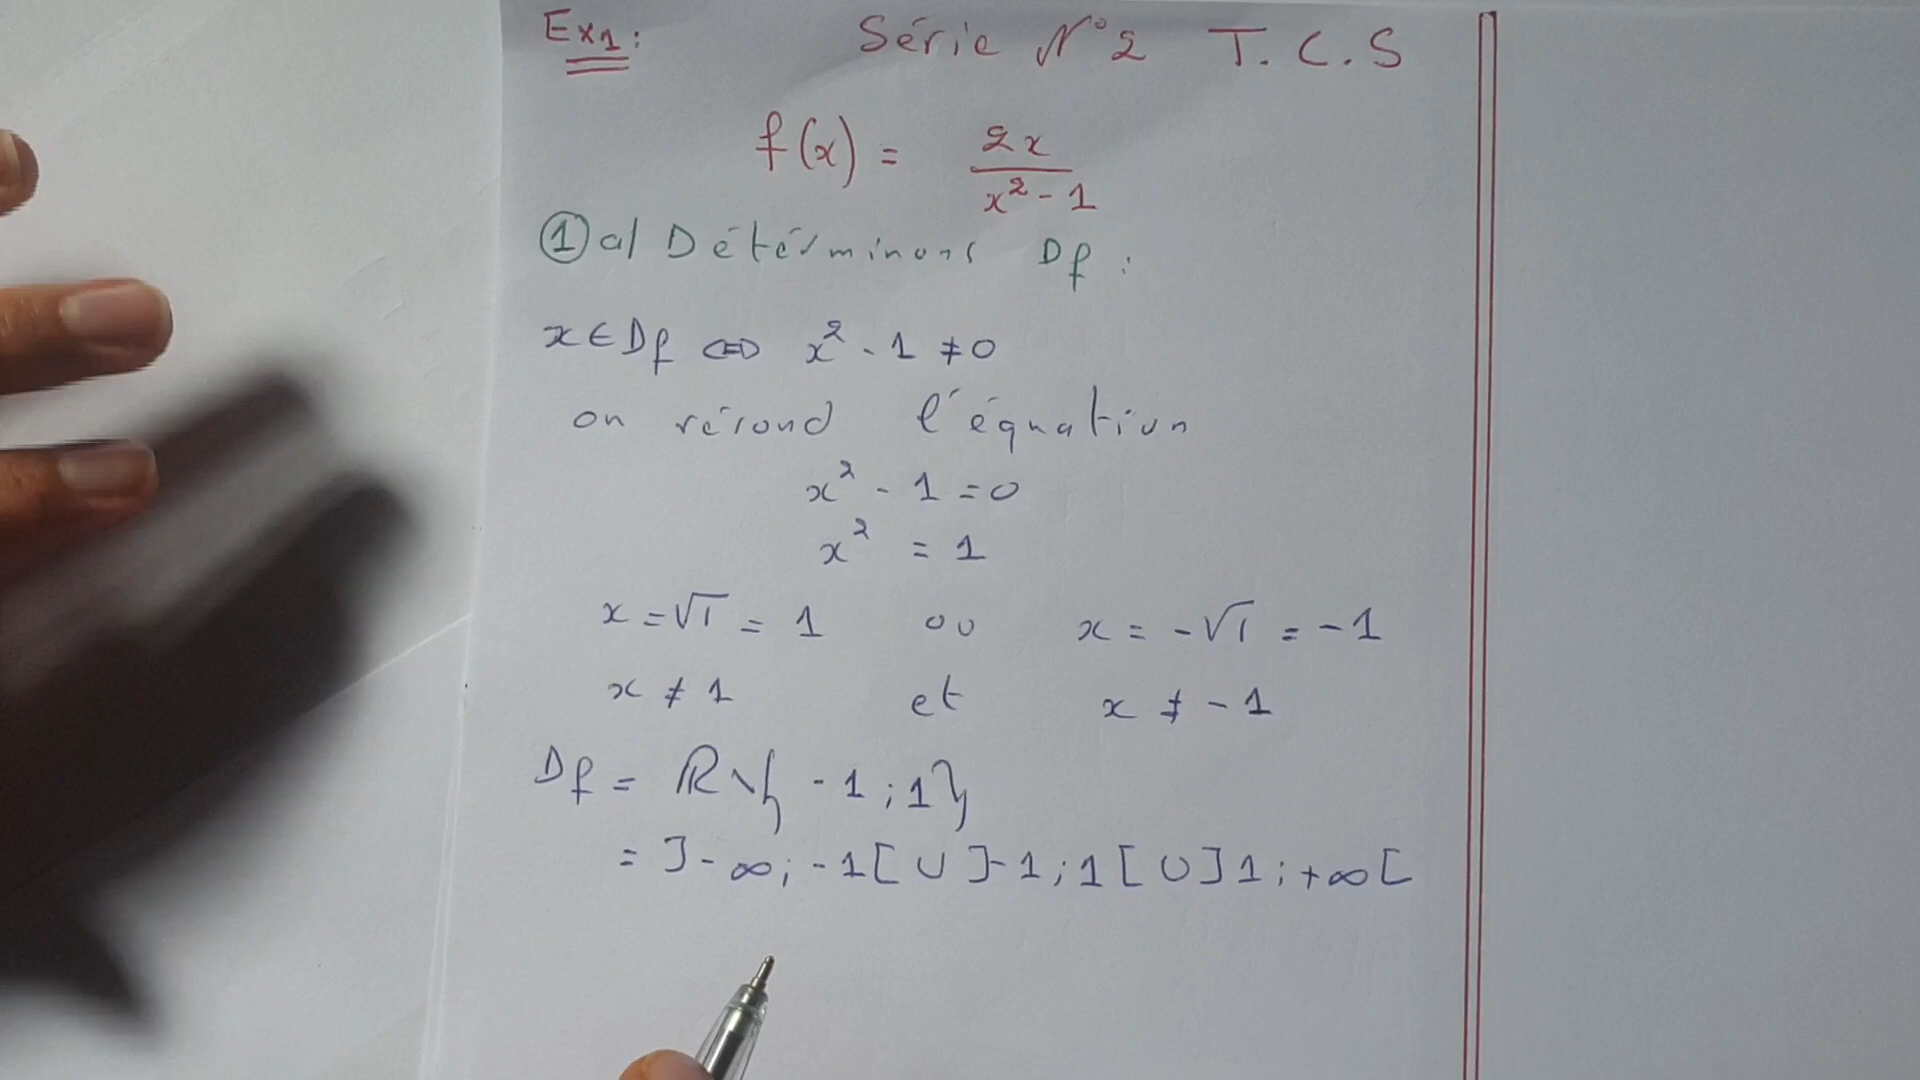 Ex1:
Série N°2 T.C.S
f(x) = 2x / x² - 1
① a/ Détérminons Df :
x ∈ Df ⟺ x² - 1 ≠ 0
on résoud l'équation
x² - 1 = 0
x² = 1
x = √1 = 1 ou x = -√1 = -1
x ≠ 1 et x ≠ -1
Df = ℝ \ { -1 ; 1 }
= ]-∞ ; -1[ ∪ ]-1 ; 1[ ∪ ]1 ; +∞[